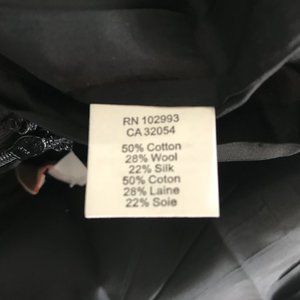 RN 102993
CA 32054
50% Cotton
28% Wool
22% Silk
50% Coton
28% Laine
22% Soie